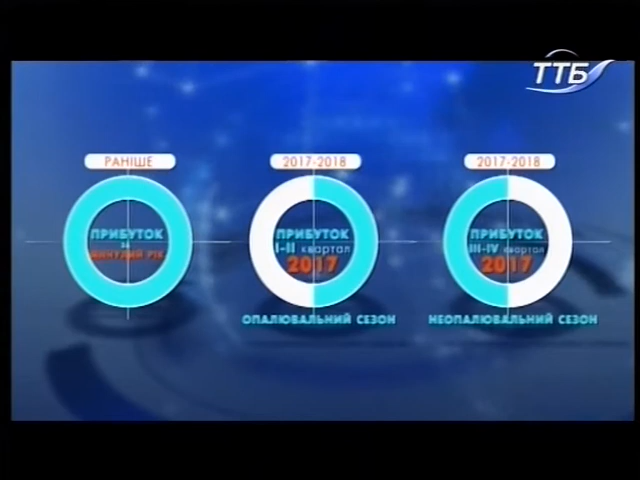 ТТБ
РАНІШЕ
ПРИБУТОК
ЗА
МИНУЛИЙ РІК
2017-2018
ПРИБУТОК
I-II квартал
2017
ОПАЛЮВАЛЬНИЙ СЕЗОН
2017-2018
ПРИБУТОК
III-IV квартал
2017
НЕОПАЛЮВАЛЬНИЙ СЕЗОН